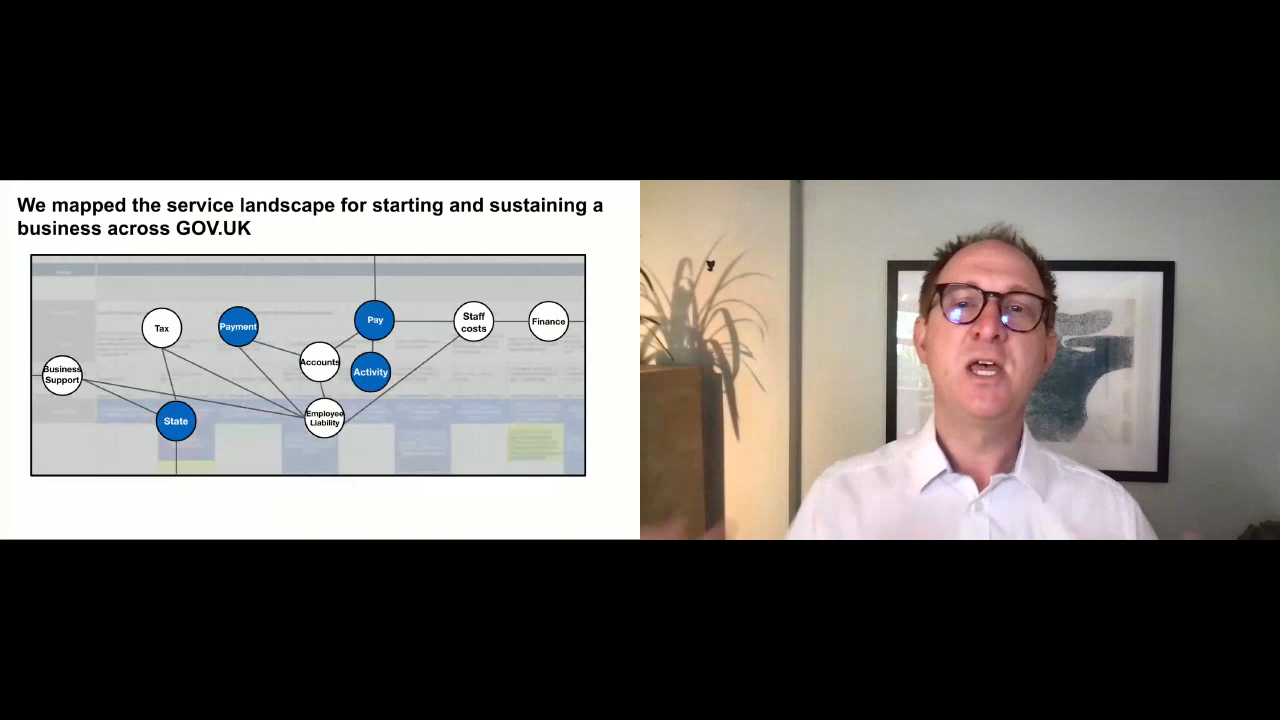 We mapped the service landscape for starting and sustaining a
business across GOV.UK
Tax
Payment
Pay
Staff
costs
Finance
Accounts
Activity
Business
Support
State
Employee
Liability